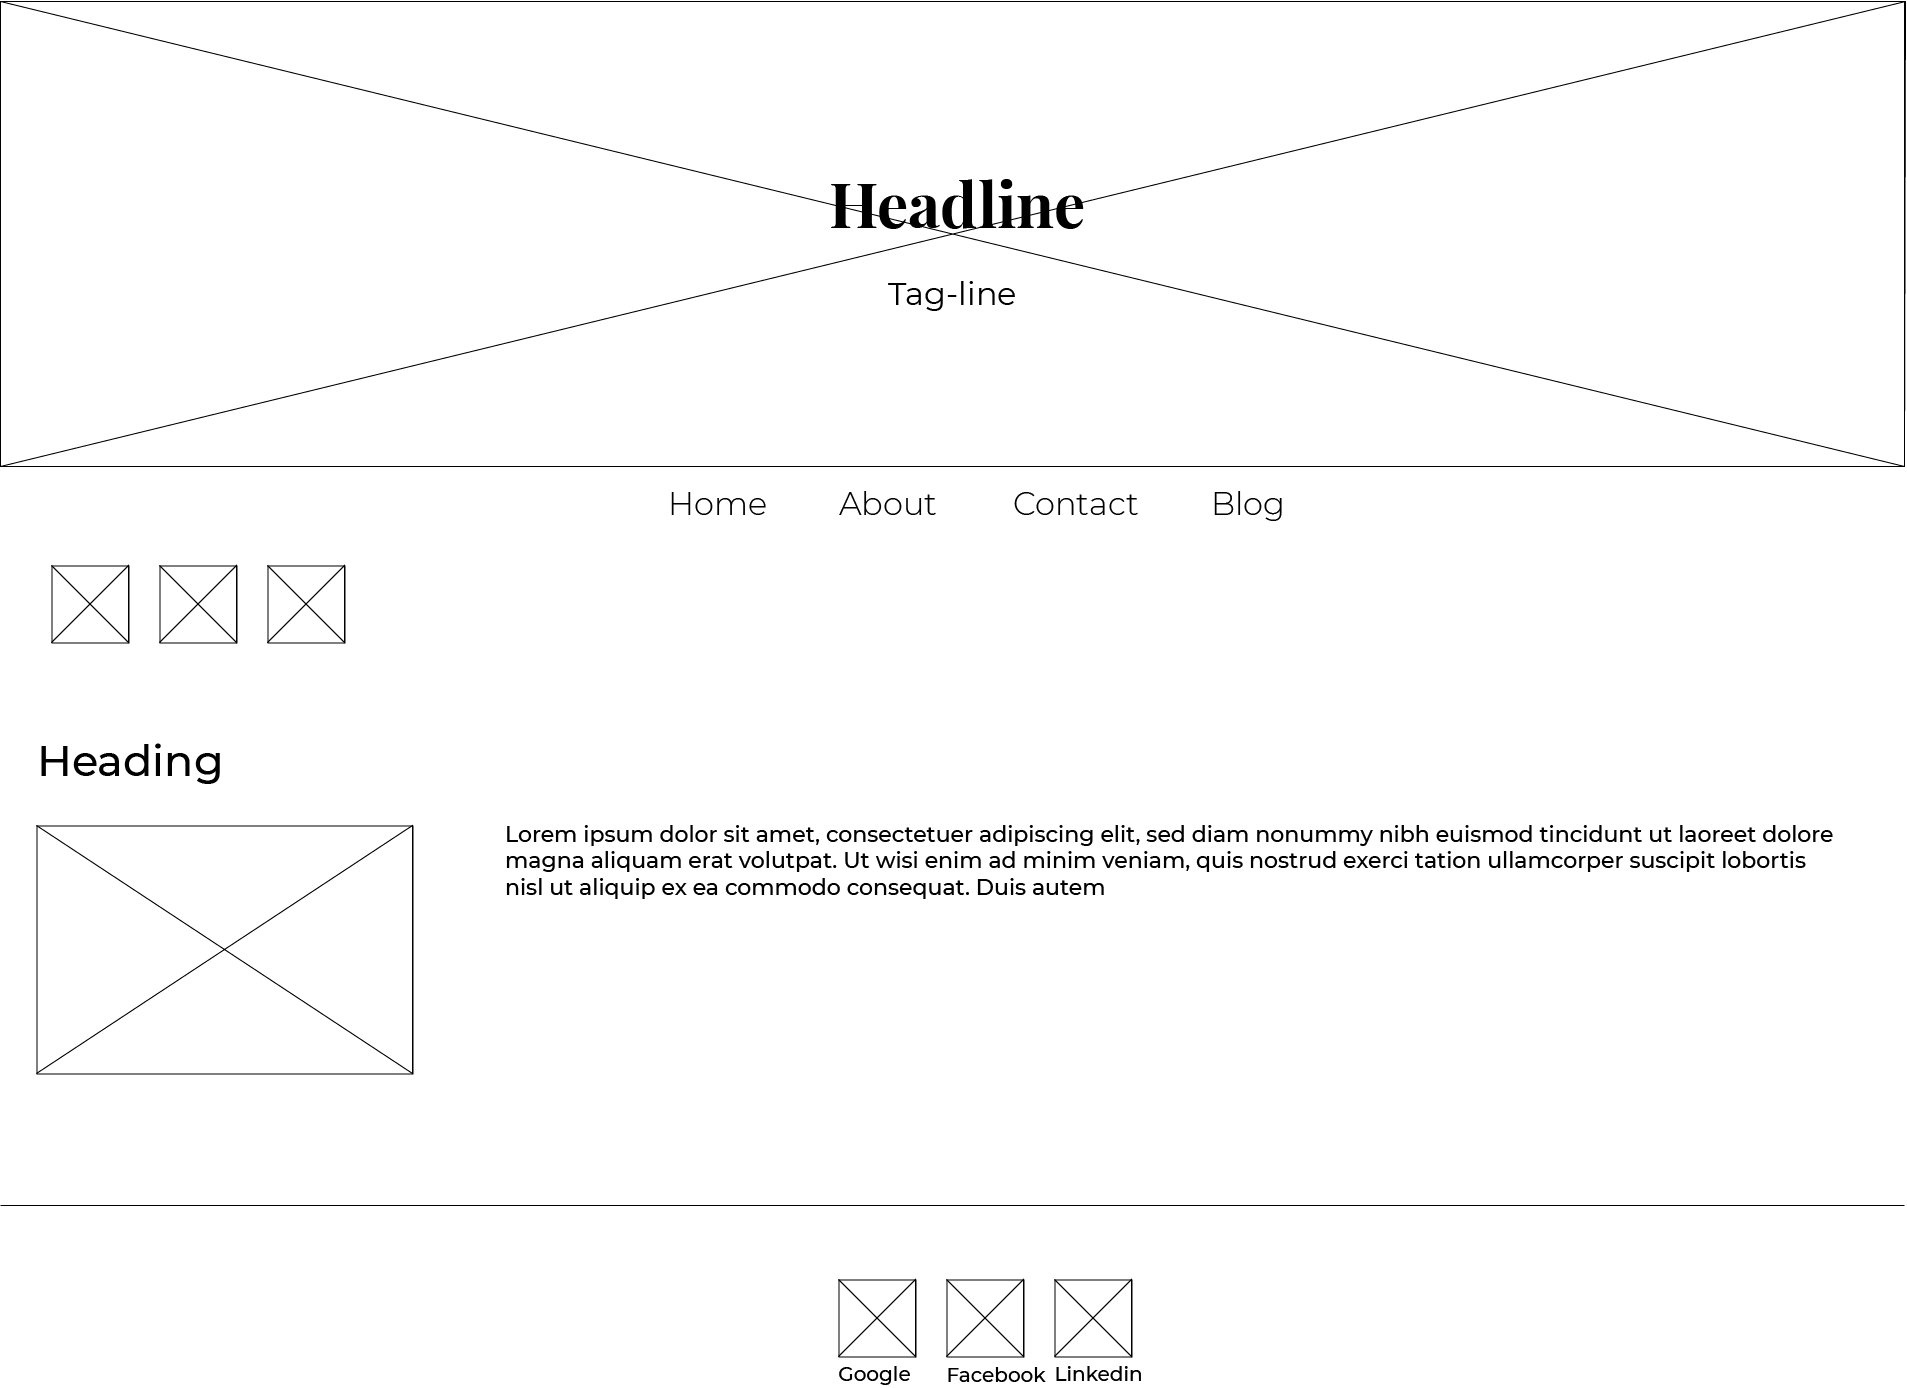 Headline
Tag-line
Home About Contact Blog
Heading
Lorem ipsum dolor sit amet, consectetuer adipiscing elit, sed diam nonummy nibh euismod tincidunt ut laoreet dolore
magna aliquam erat volutpat. Ut wisi enim ad minim veniam, quis nostrud exerci tation ullamcorper suscipit lobortis
nisl ut aliquip ex ea commodo consequat. Duis autem
Google Facebook Linkedin